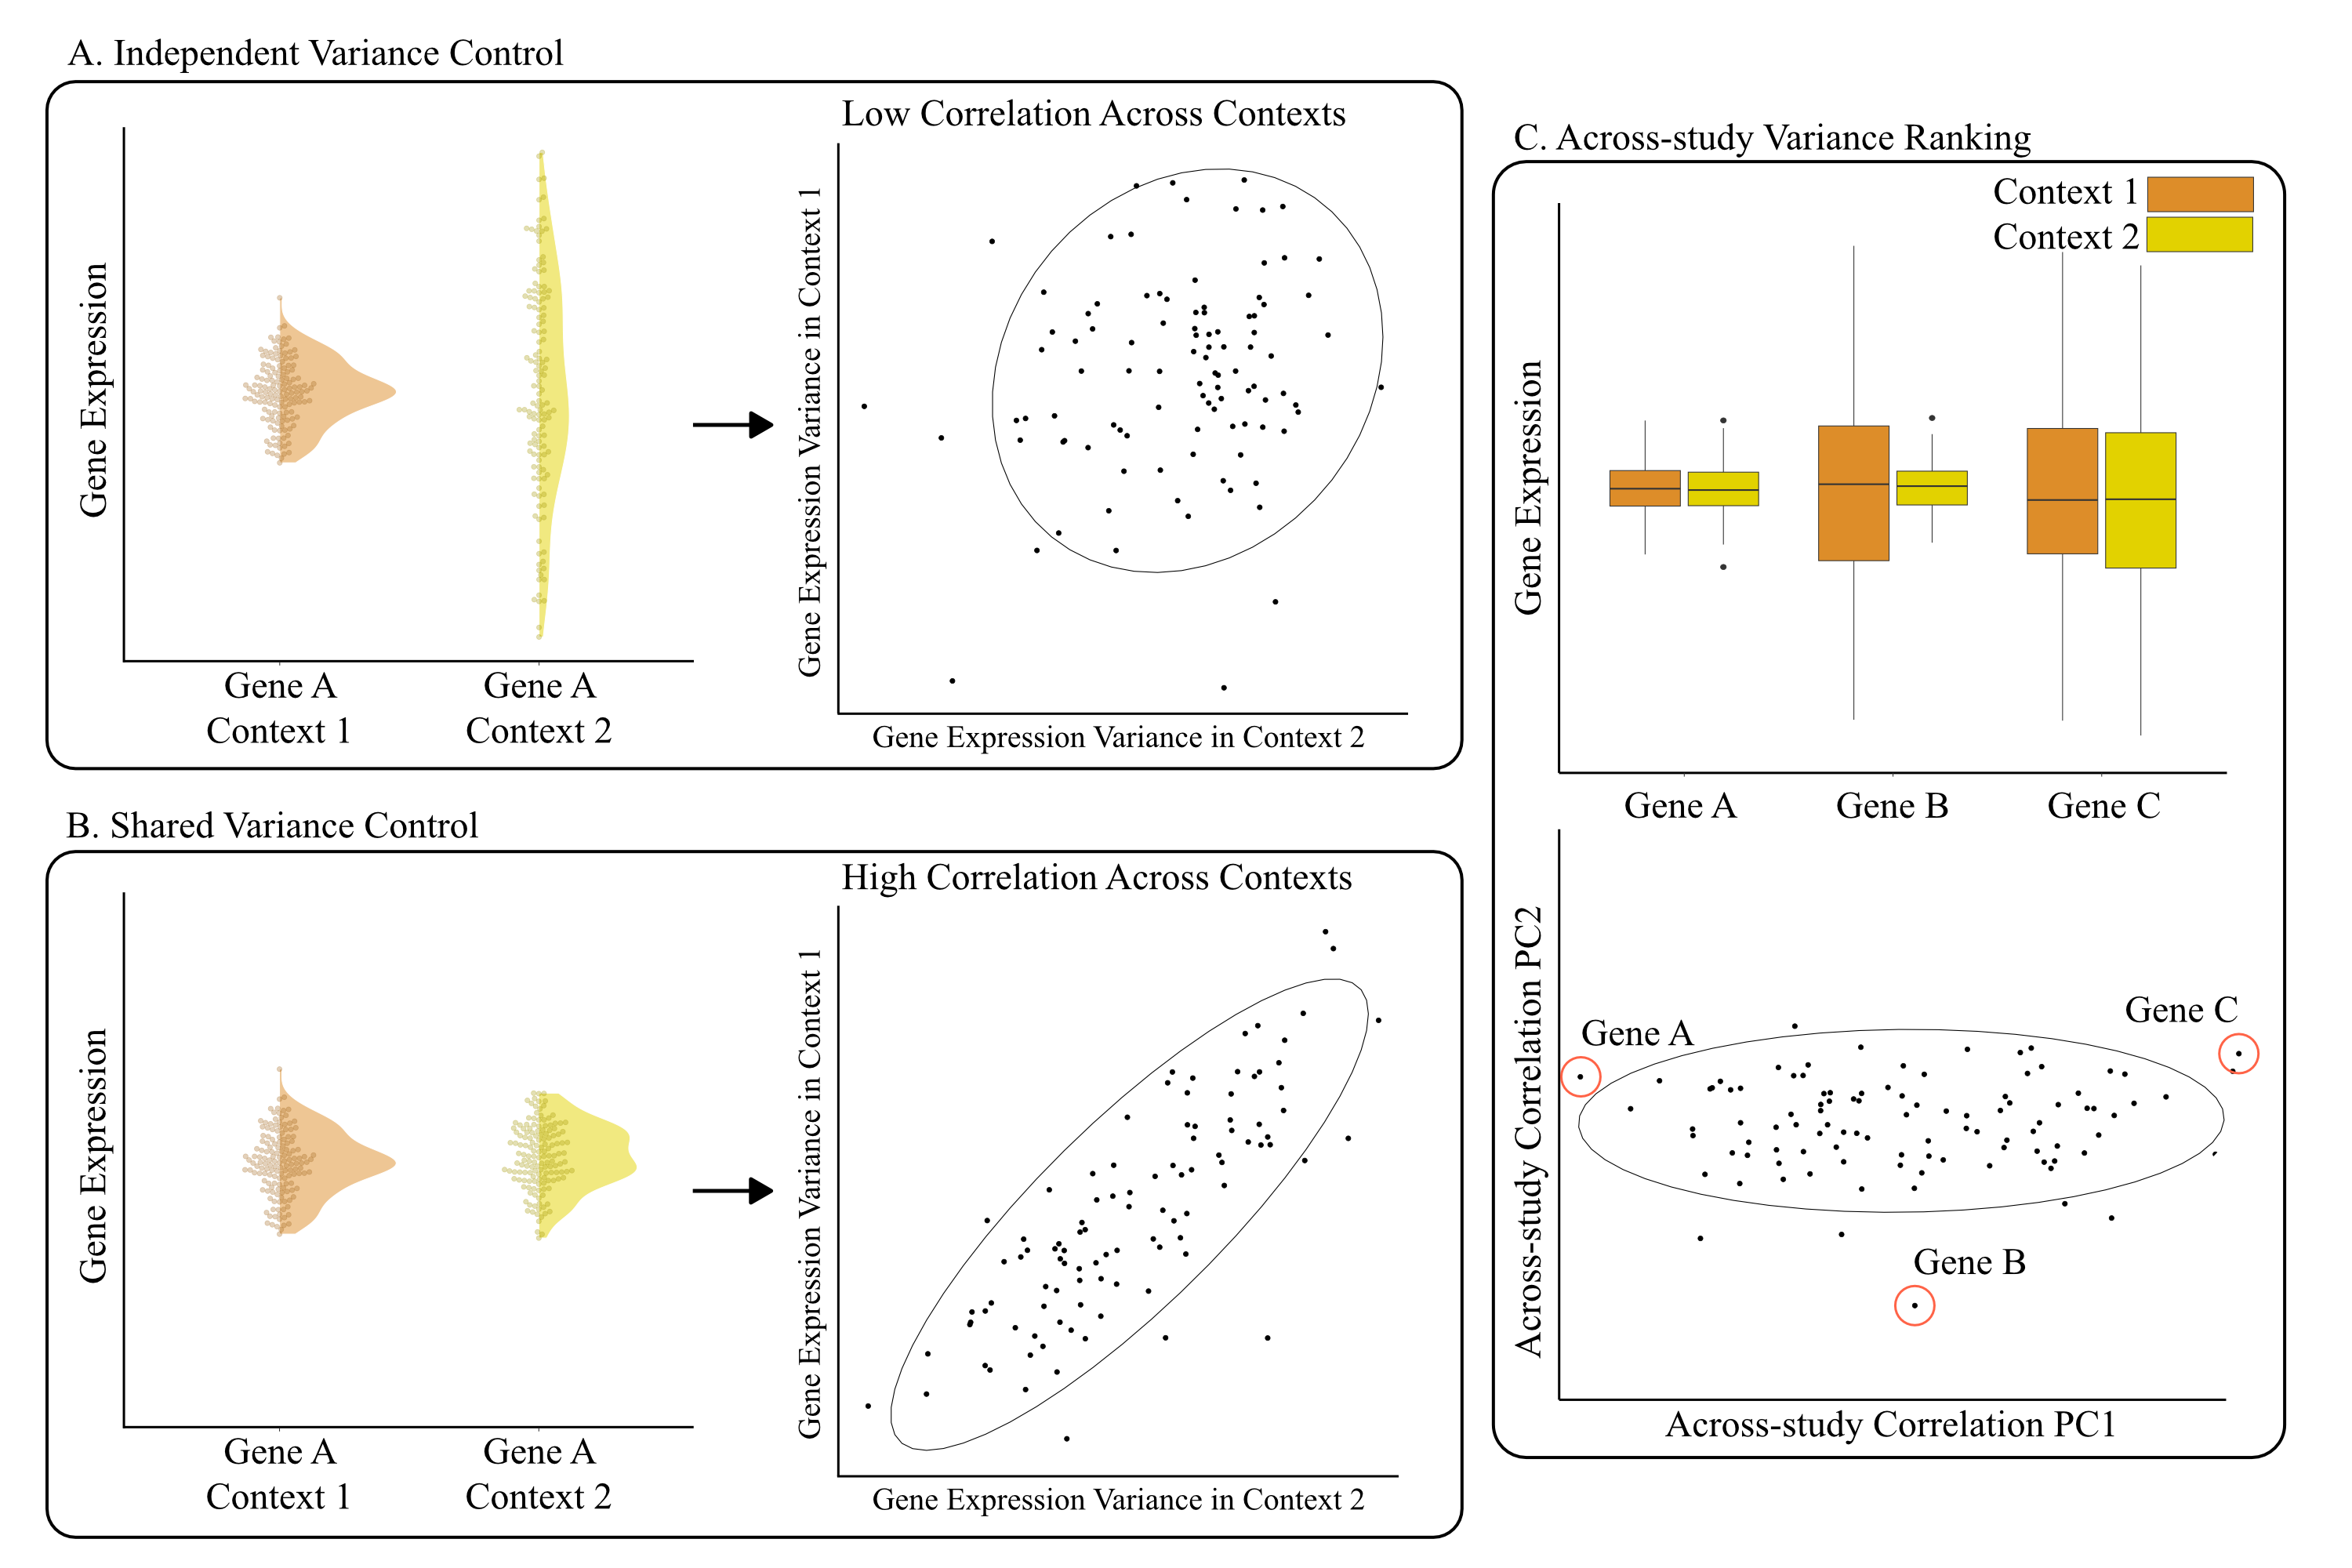 A. Independent Variance Control
Gene Expression
Gene A
Context 1
Gene A
Context 2
Low Correlation Across Contexts
Gene Expression Variance in Context 1
Gene Expression Variance in Context 2
B. Shared Variance Control
Gene Expression
Gene A
Context 1
Gene A
Context 2
High Correlation Across Contexts
Gene Expression Variance in Context 1
Gene Expression Variance in Context 2
C. Across-study Variance Ranking
Context 1
Context 2
Gene Expression
Gene A
Gene B
Gene C
Across-study Correlation PC2
Gene A
Gene C
Gene B
Across-study Correlation PC1